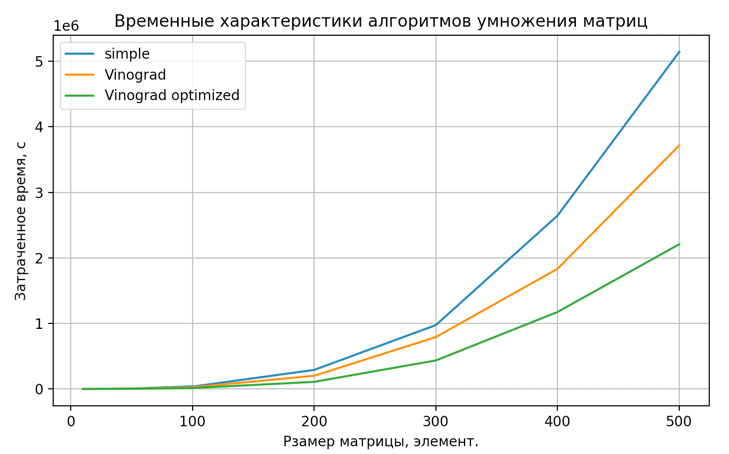 Временные характеристики алгоритмов умножения матриц
1e6
simple
Vinograd
Vinograd optimized
5
4
3
2
1
0
Затраченное время, с
0 100 200 300 400 500
Рзамер матрицы, элемент.